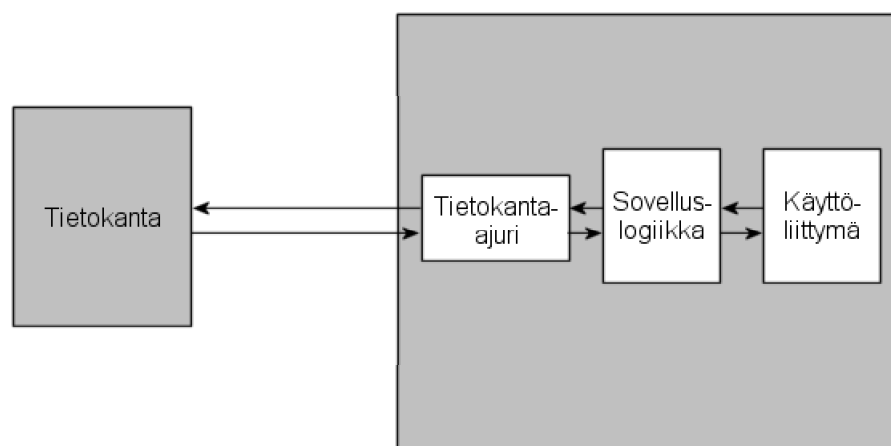 Tietokanta
Tietokanta-
ajuri
Sovellus-
logiikka
Käyttö-
liittymä